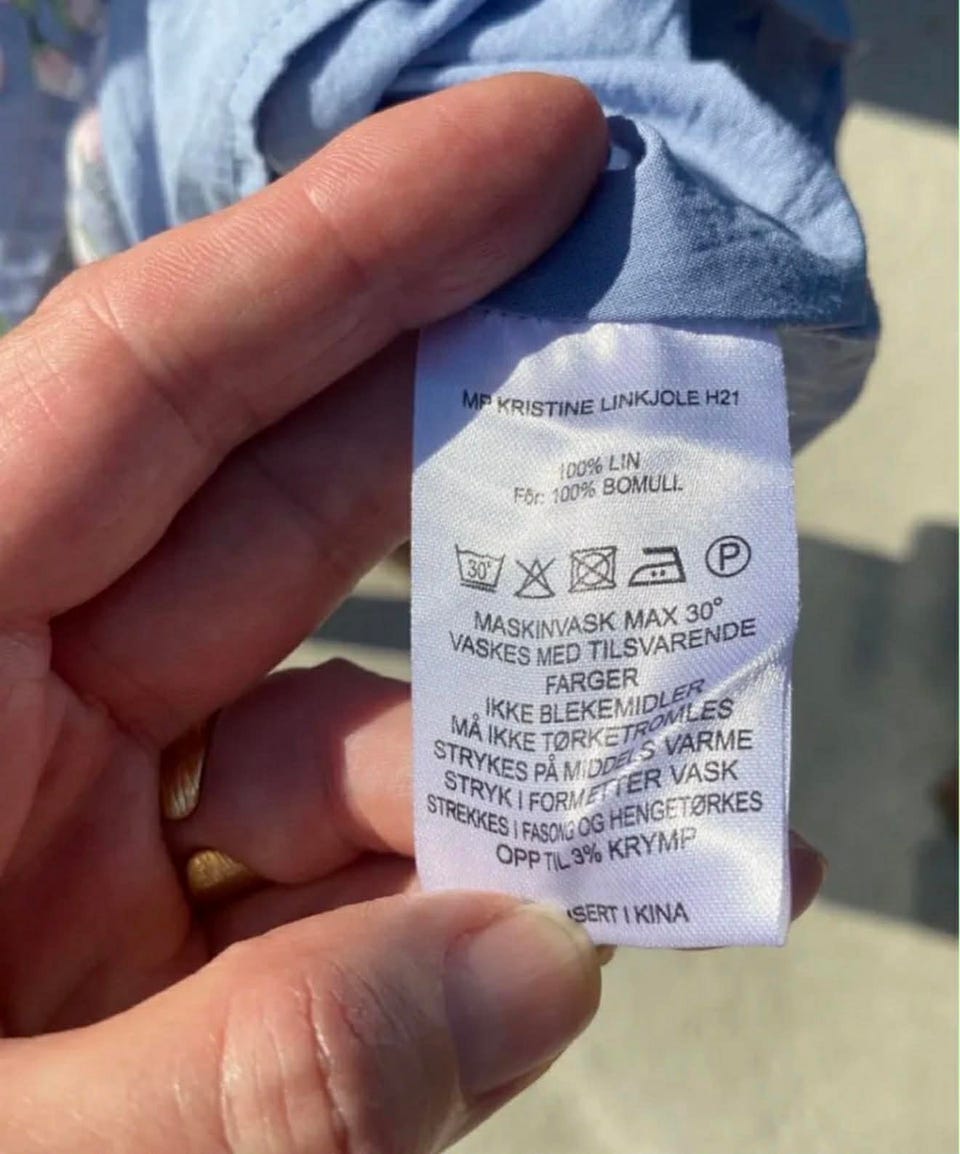 MP KRISTINE LINKJOLE H21
100% LIN
Fôr: 100% BOMULL
30°
P
MASKINVASK MAX 30°
VASKES MED TILSVARENDE
FARGER
IKKE BLEKEMIDLER
MÅ IKKE TØRKETROMLES
STRYKES PÅ MIDDELS VARME
STRYK I FORM ETTER VASK
STREKKES I FASONG OG HENGETØRKES
OPP TIL 3% KRYMP
I KINA